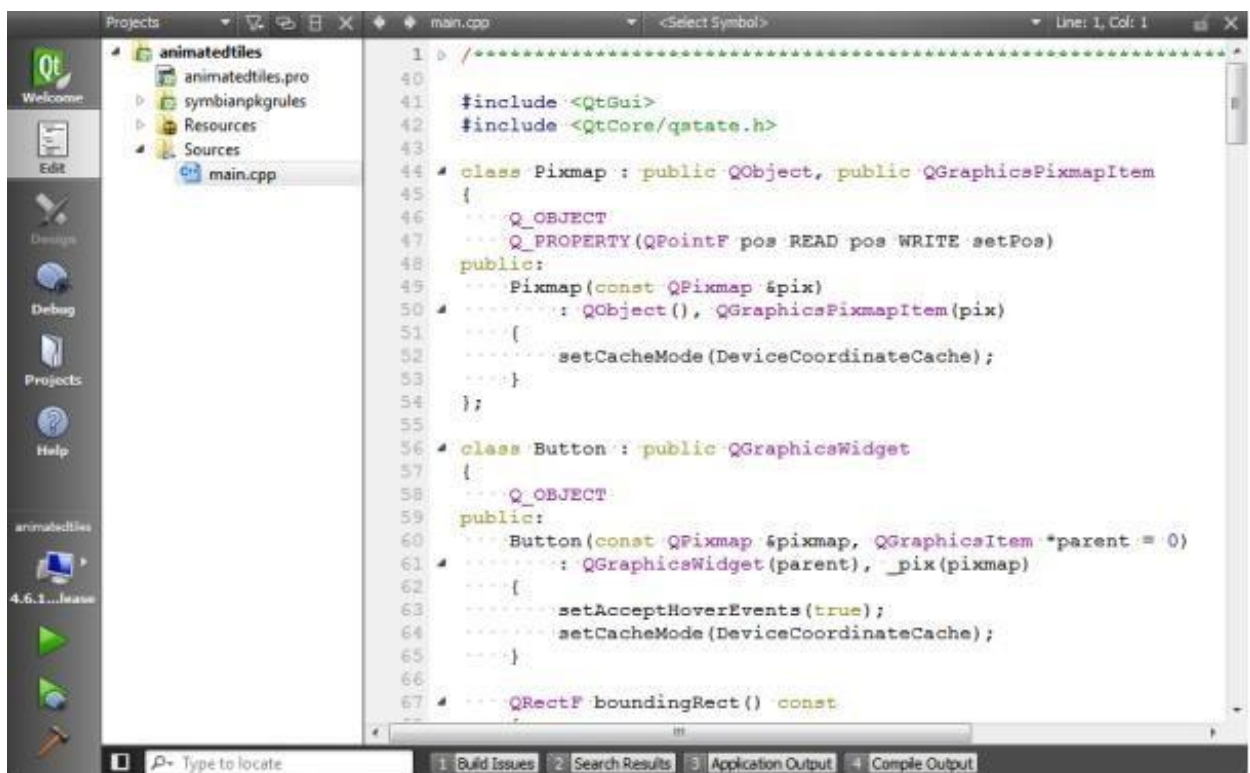 Projects
main.cpp
<Select Symbol>
Line: 1, Col: 1
Qt
Welcome
Edit
Design
Debug
Projects
Help
animatedtiles
4.6.1...lease
animatedtiles
animatedtiles.pro
symbianpkgrules
Resources
Sources
main.cpp
1 /*******************************************************************
40
41 #include <QtGui>
42 #include <QtCore/qstate.h>
43
44 class Pixmap : public QObject, public QGraphicsPixmapItem
45 {
46 Q_OBJECT
47 Q_PROPERTY(QPointF pos READ pos WRITE setPos)
48 public:
49 Pixmap(const QPixmap &pix)
50 : QObject(), QGraphicsPixmapItem(pix)
51 {
52 setCacheMode(DeviceCoordinateCache);
53 }
54 };
55
56 class Button : public QGraphicsWidget
57 {
58 Q_OBJECT
59 public:
60 Button(const QPixmap &pixmap, QGraphicsItem *parent = 0)
61 : QGraphicsWidget(parent), _pix(pixmap)
62 {
63 setAcceptHoverEvents(true);
64 setCacheMode(DeviceCoordinateCache);
65 }
66
67 QRectF boundingRect() const
Type to locate
1 Build Issues 2 Search Results 3 Application Output 4 Compile Output